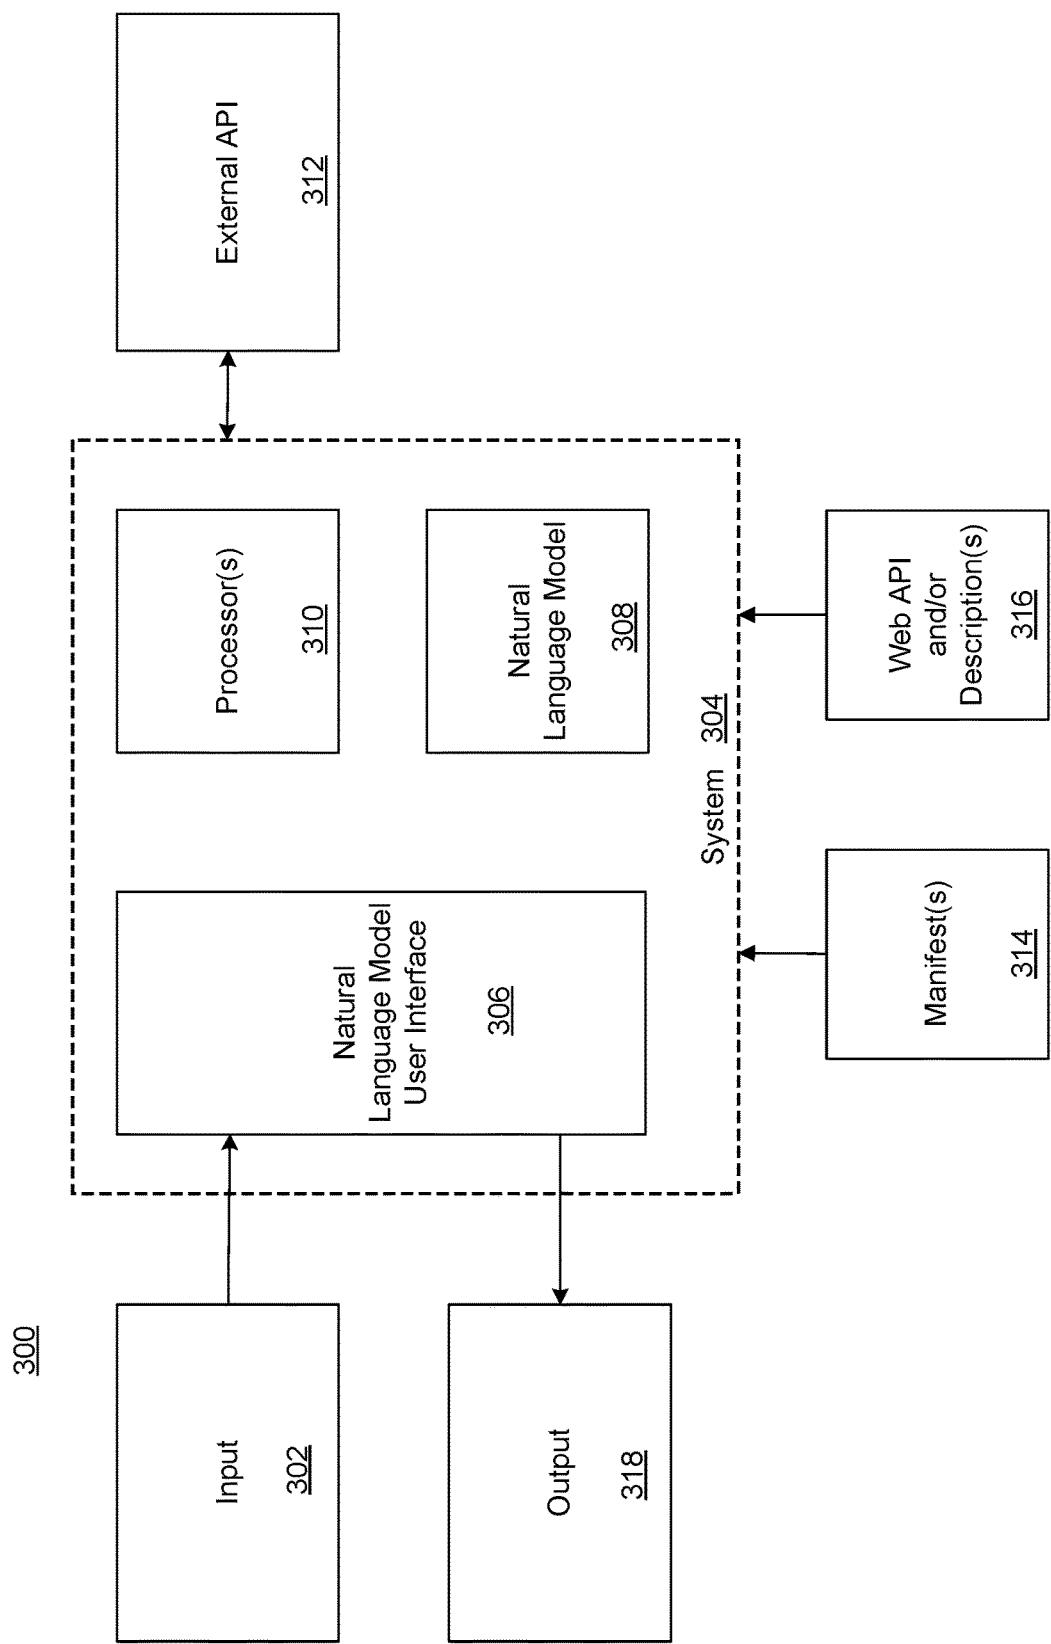 300
Input
302
Output
318
Natural
Language Model
User Interface
306
Processor(s)
310
Natural
Language Model
308
System 304
External API
312
Manifest(s)
314
Web API
and/or
Description(s)
316